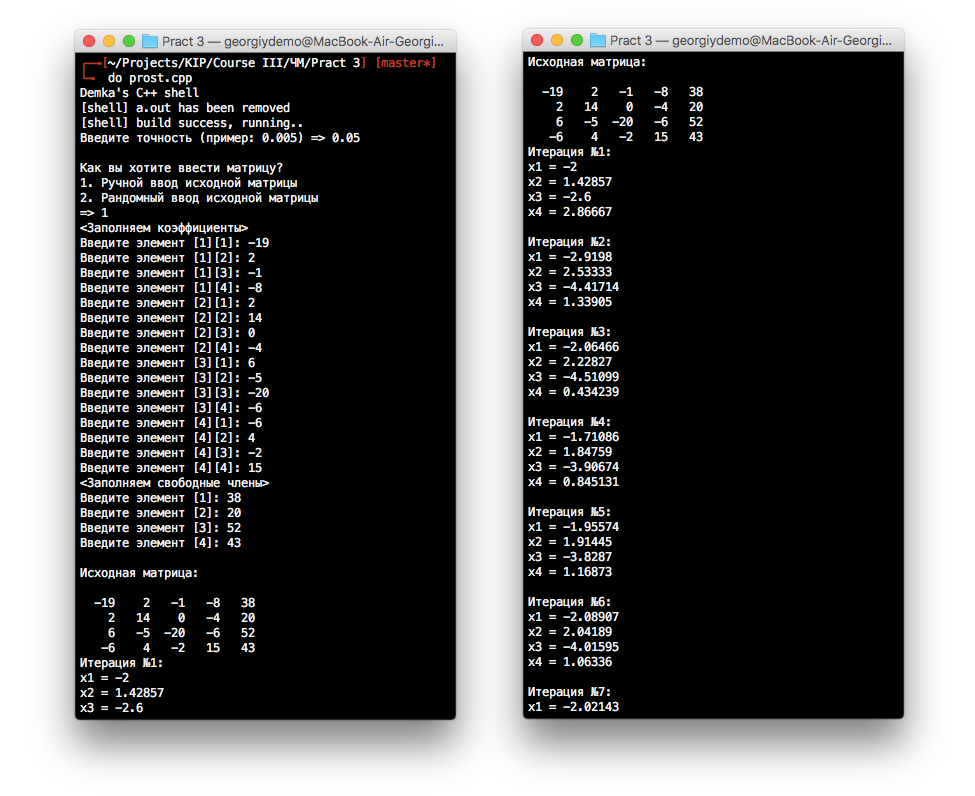 Pract 3 — georgiydemo@MacBook-Air-Georgi...
[~/Projects/KIP/Course III/ЧМ/Pract 3] [master*]
do prost.cpp
Demka's C++ shell
[shell] a.out has been removed
[shell] build success, running..
Введите точность (пример: 0.005) => 0.05
Как вы хотите ввести матрицу?
1. Ручной ввод исходной матрицы
2. Рандомный ввод исходной матрицы
=> 1
<Заполняем коэффициенты>
Введите элемент [1][1]: -19
Введите элемент [1][2]: 2
Введите элемент [1][3]: -1
Введите элемент [1][4]: -8
Введите элемент [2][1]: 2
Введите элемент [2][2]: 14
Введите элемент [2][3]: 0
Введите элемент [2][4]: -4
Введите элемент [3][1]: 6
Введите элемент [3][2]: -5
Введите элемент [3][3]: -20
Введите элемент [3][4]: -6
Введите элемент [4][1]: -6
Введите элемент [4][2]: 4
Введите элемент [4][3]: -2
Введите элемент [4][4]: 15
<Заполняем свободные члены>
Введите элемент [1]: 38
Введите элемент [2]: 20
Введите элемент [3]: 52
Введите элемент [4]: 43
Исходная матрица:
-19 2 -1 -8 38
2 14 0 -4 20
6 -5 -20 -6 52
-6 4 -2 15 43
Итерация №1:
x1 = -2
x2 = 1.42857
x3 = -2.6
Pract 3 — georgiydemo@MacBook-Air-Georgi...
Исходная матрица:
-19 2 -1 -8 38
2 14 0 -4 20
6 -5 -20 -6 52
-6 4 -2 15 43
Итерация №1:
x1 = -2
x2 = 1.42857
x3 = -2.6
x4 = 2.86667
Итерация №2:
x1 = -2.9198
x2 = 2.53333
x3 = -4.41714
x4 = 1.33905
Итерация №3:
x1 = -2.06466
x2 = 2.22827
x3 = -4.51099
x4 = 0.434239
Итерация №4:
x1 = -1.71086
x2 = 1.84759
x3 = -3.90674
x4 = 0.845131
Итерация №5:
x1 = -1.95574
x2 = 1.91445
x3 = -3.8287
x4 = 1.16873
Итерация №6:
x1 = -2.08907
x2 = 2.04189
x3 = -4.01595
x4 = 1.06336
Итерация №7:
x1 = -2.02143